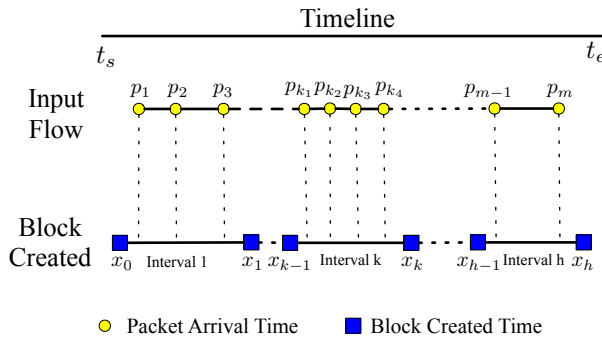 Timeline
t_s t_e
p_1 p_2 p_3 p_{k_1} p_{k_2} p_{k_3} p_{k_4} p_{m-1} p_m
Input
Flow
Block
Created
x_0 Interval 1 x_1 x_{k-1} Interval k x_k x_{h-1} Interval h x_h
Packet Arrival Time Block Created Time